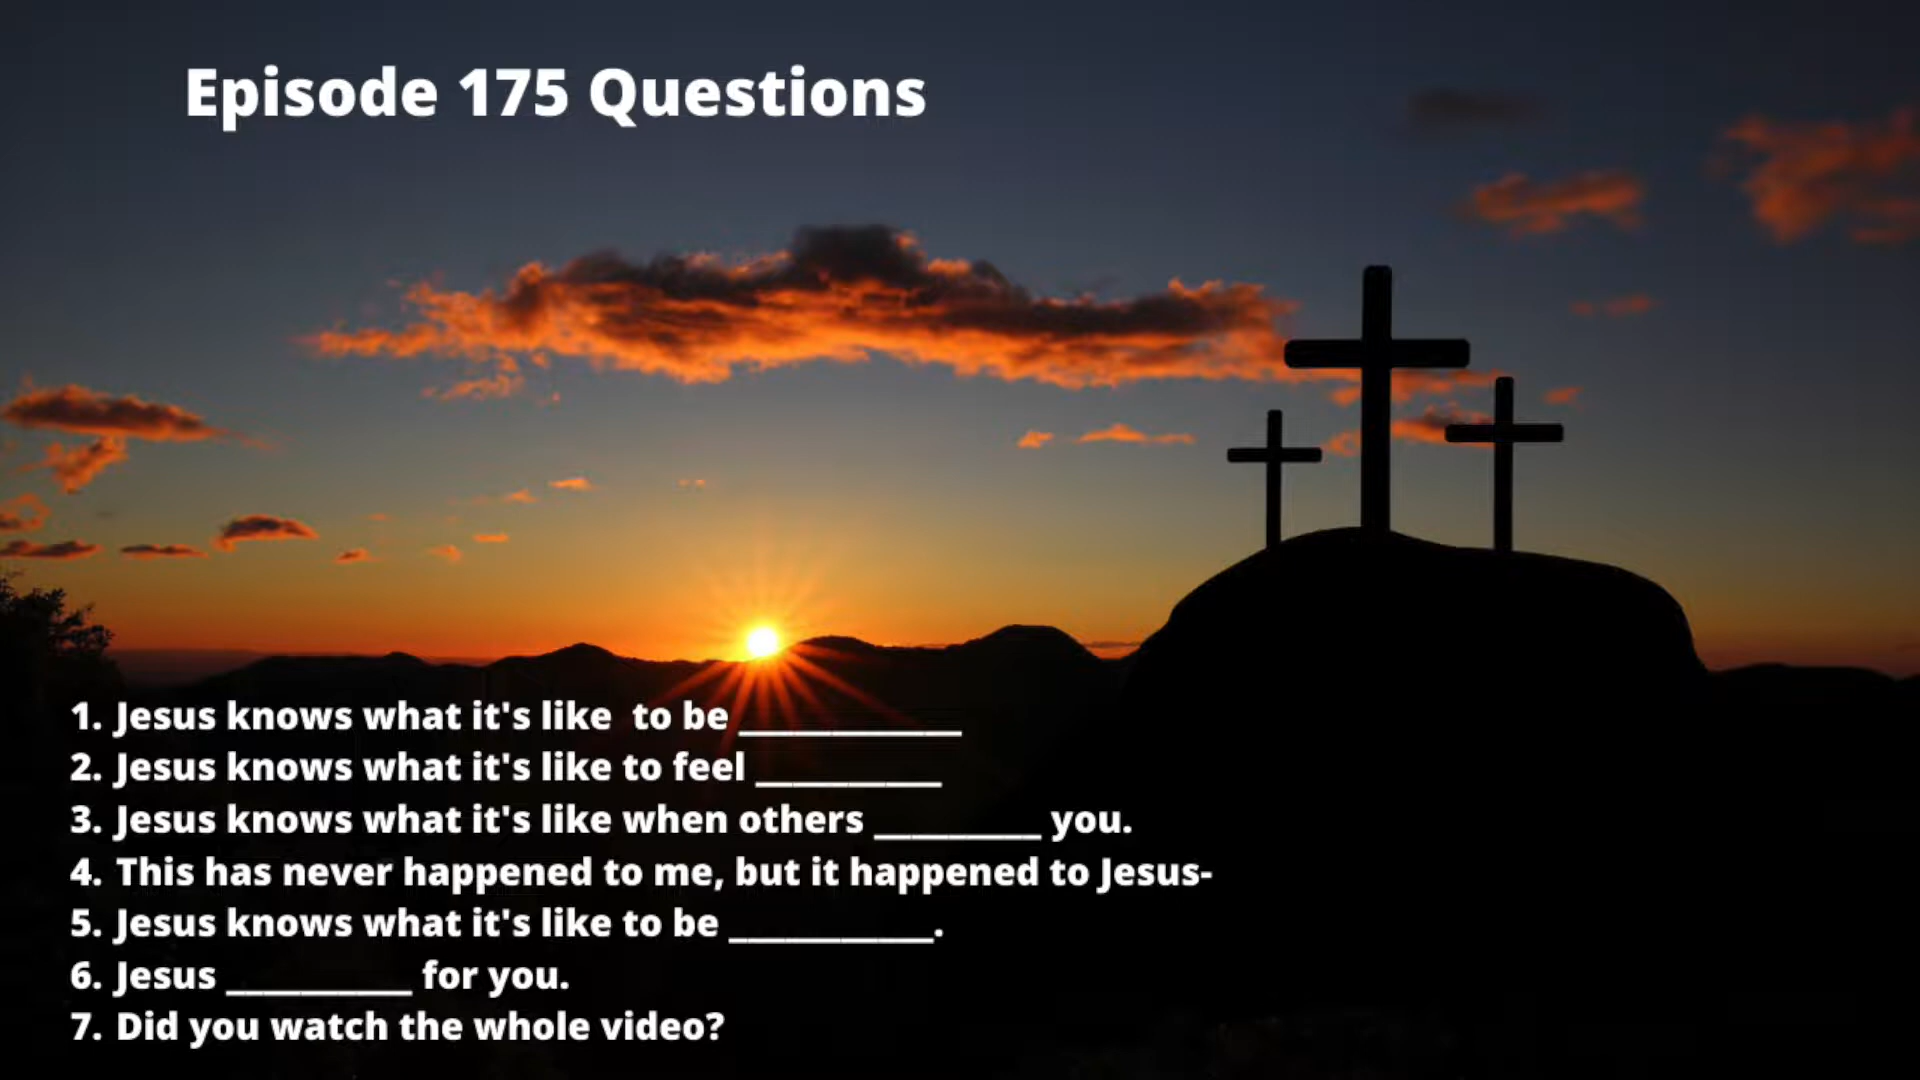 Episode 175 Questions
1. Jesus knows what it's like  to be ____________
2. Jesus knows what it's like to feel __________
3. Jesus knows what it's like when others _________ you.
4. This has never happened to me, but it happened to Jesus-
5. Jesus knows what it's like to be ___________.
6. Jesus __________ for you.
7. Did you watch the whole video?